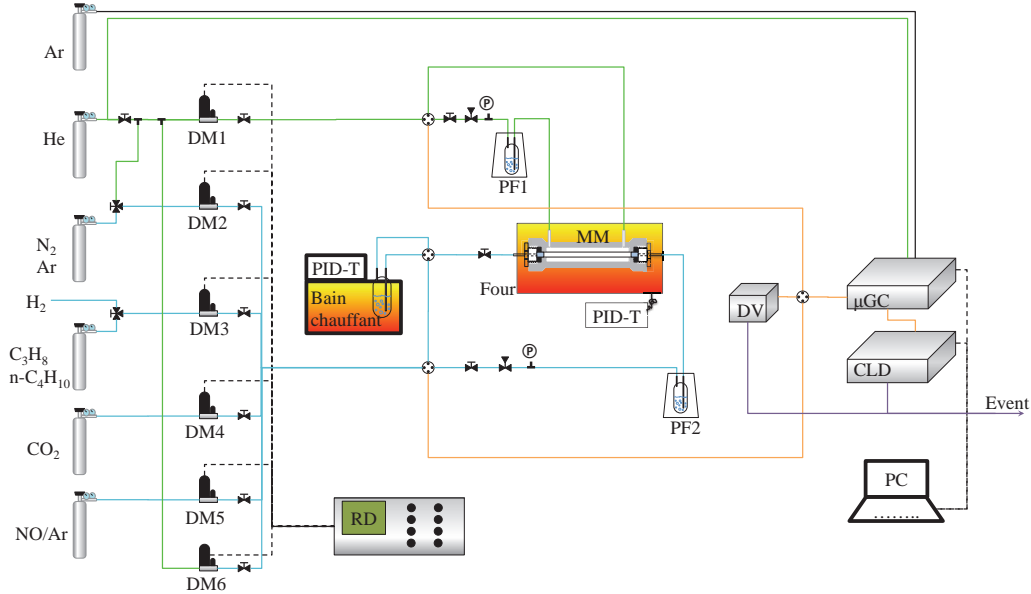 Ar
He
N₂
Ar
H₂
C₃H₈
n-C₄H₁₀
CO₂
NO/Ar
DM1
DM2
DM3
DM4
DM5
DM6
P
PF1
PID-T
Bain
chauffant
MM
Four
PID-T
P
PF2
RD
DV
µGC
CLD
Event
PC